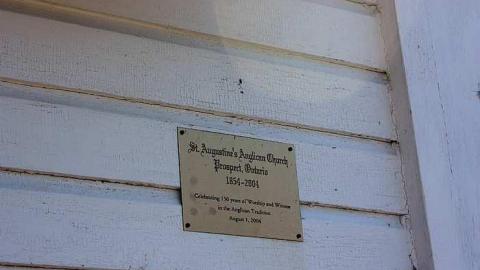 St. Augustine's Anglican Church
Prospect, Ontario
1854-2004
Celebrating 150 years of Worship and Witness
in the Anglican Tradition
August 1, 2004